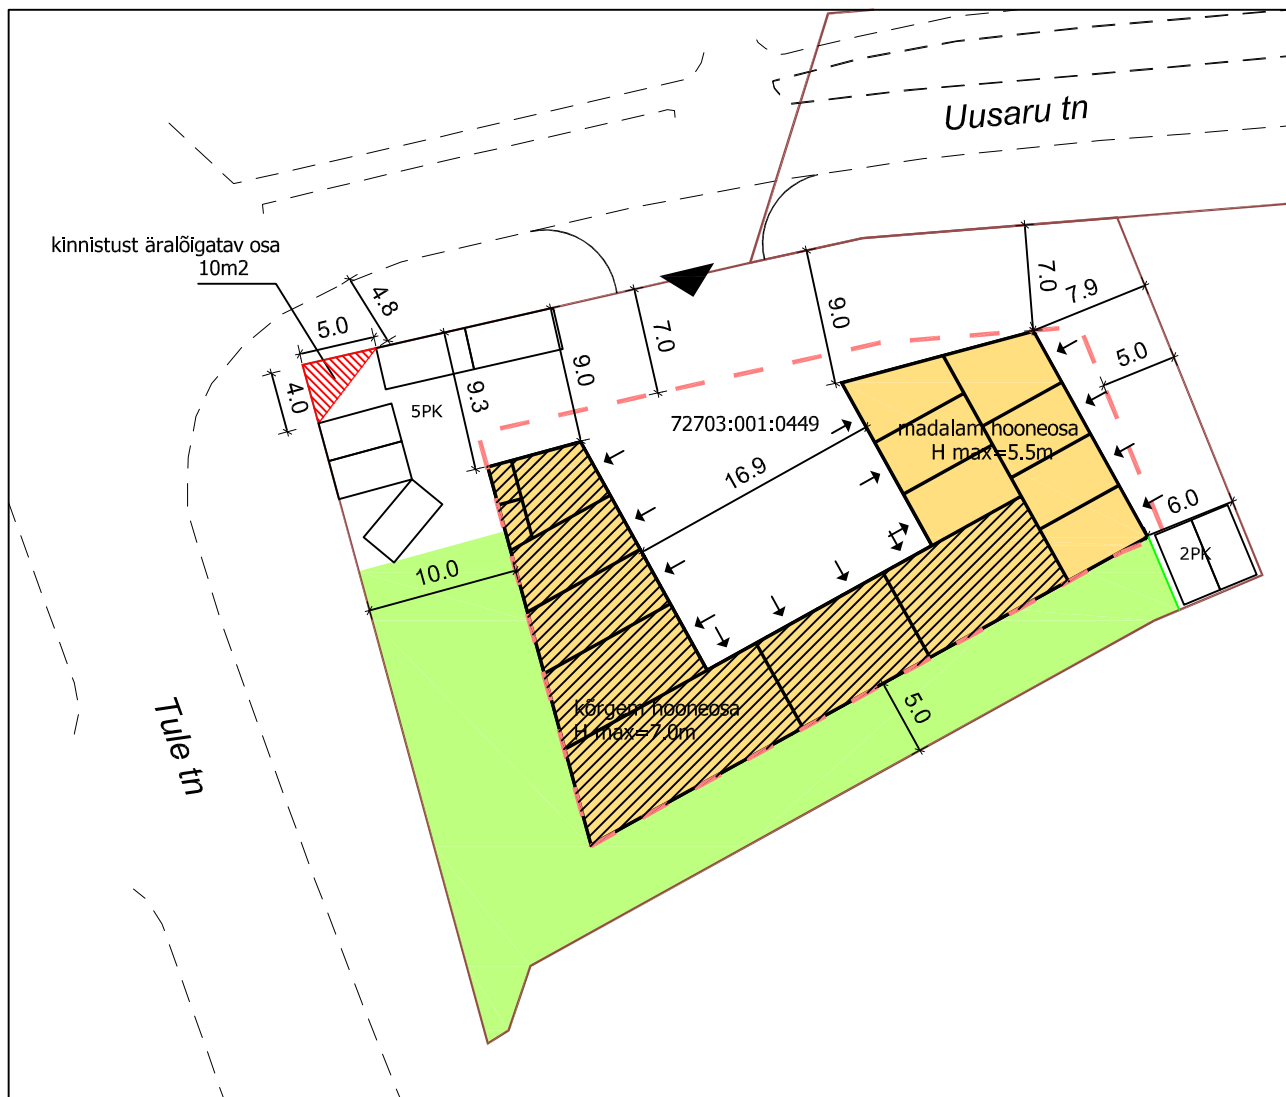 Uusaru tn
kinnistust äralõigatav osa
10m2
4.8
5.0
4.0
5PK
9.3
9.0
7.0
9.0
7.0
7.9
5.0
72703:001:0449
16.9
madalam hooneosa
H max=5.5m
6.0
2PK
10.0
kõrgem hooneosa
H max=7.0m
5.0
Tule tn